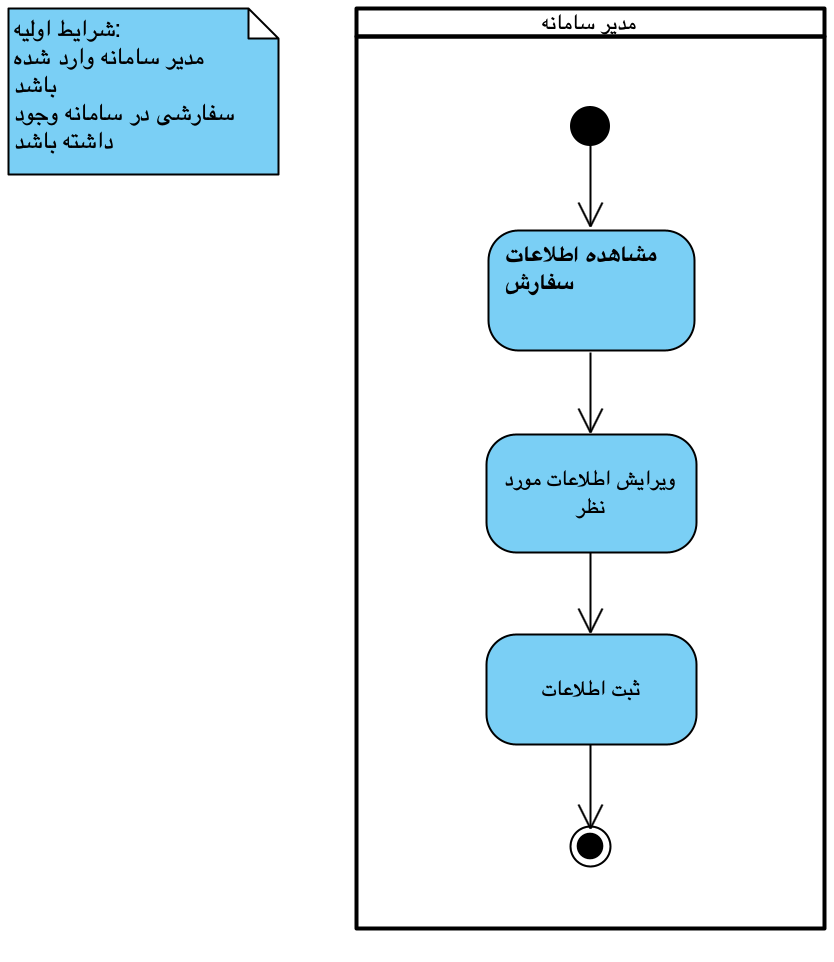 شرایط اولیه:
مدیر سامانه وارد شده
باشد
سفارشی در سامانه وجود
داشته باشد
مدیر سامانه
مشاهده اطلاعات
سفارش
ویرایش اطلاعات مورد
نظر
ثبت اطلاعات